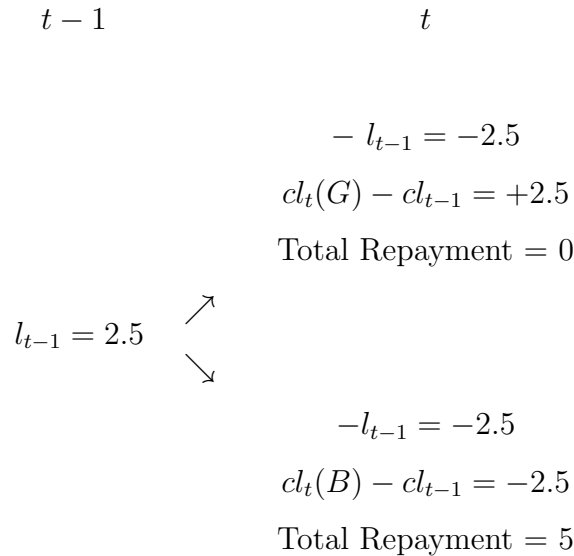 t − 1 t
− l_{t−1} = −2.5
cl_t(G) − cl_{t−1} = +2.5
Total Repayment = 0
l_{t−1} = 2.5 ↗ ↘
−l_{t−1} = −2.5
cl_t(B) − cl_{t−1} = −2.5
Total Repayment = 5